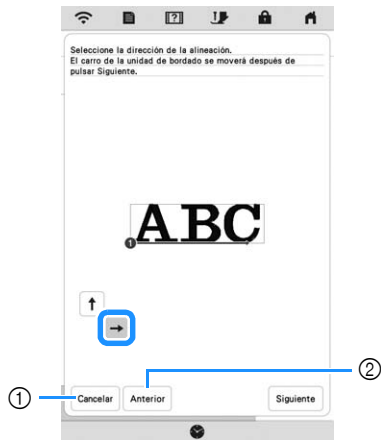 Seleccione la dirección de la alineación.
El carro de la unidad de bordado se moverá después de
pulsar Siguiente.
ABC
1
Cancelar Anterior Siguiente
①
②